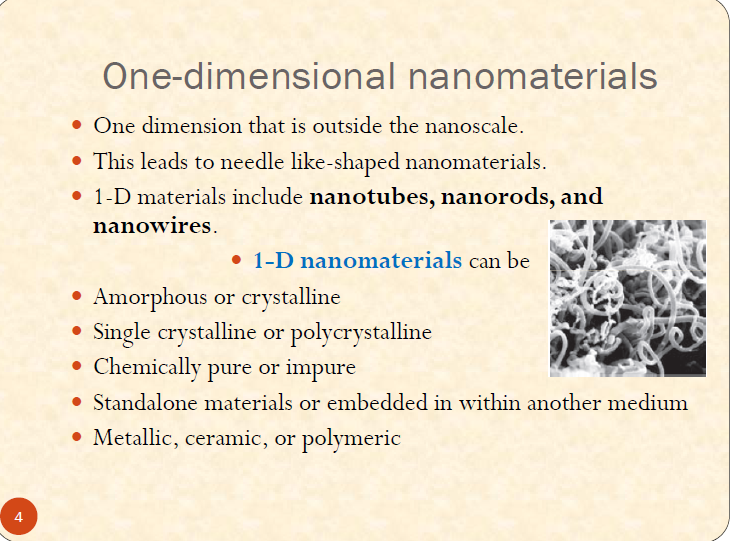 One-dimensional nanomaterials
• One dimension that is outside the nanoscale.
• This leads to needle like-shaped nanomaterials.
• 1-D materials include nanotubes, nanorods, and
nanowires.
• 1-D nanomaterials can be
• Amorphous or crystalline
• Single crystalline or polycrystalline
• Chemically pure or impure
• Standalone materials or embedded in within another medium
• Metallic, ceramic, or polymeric
4